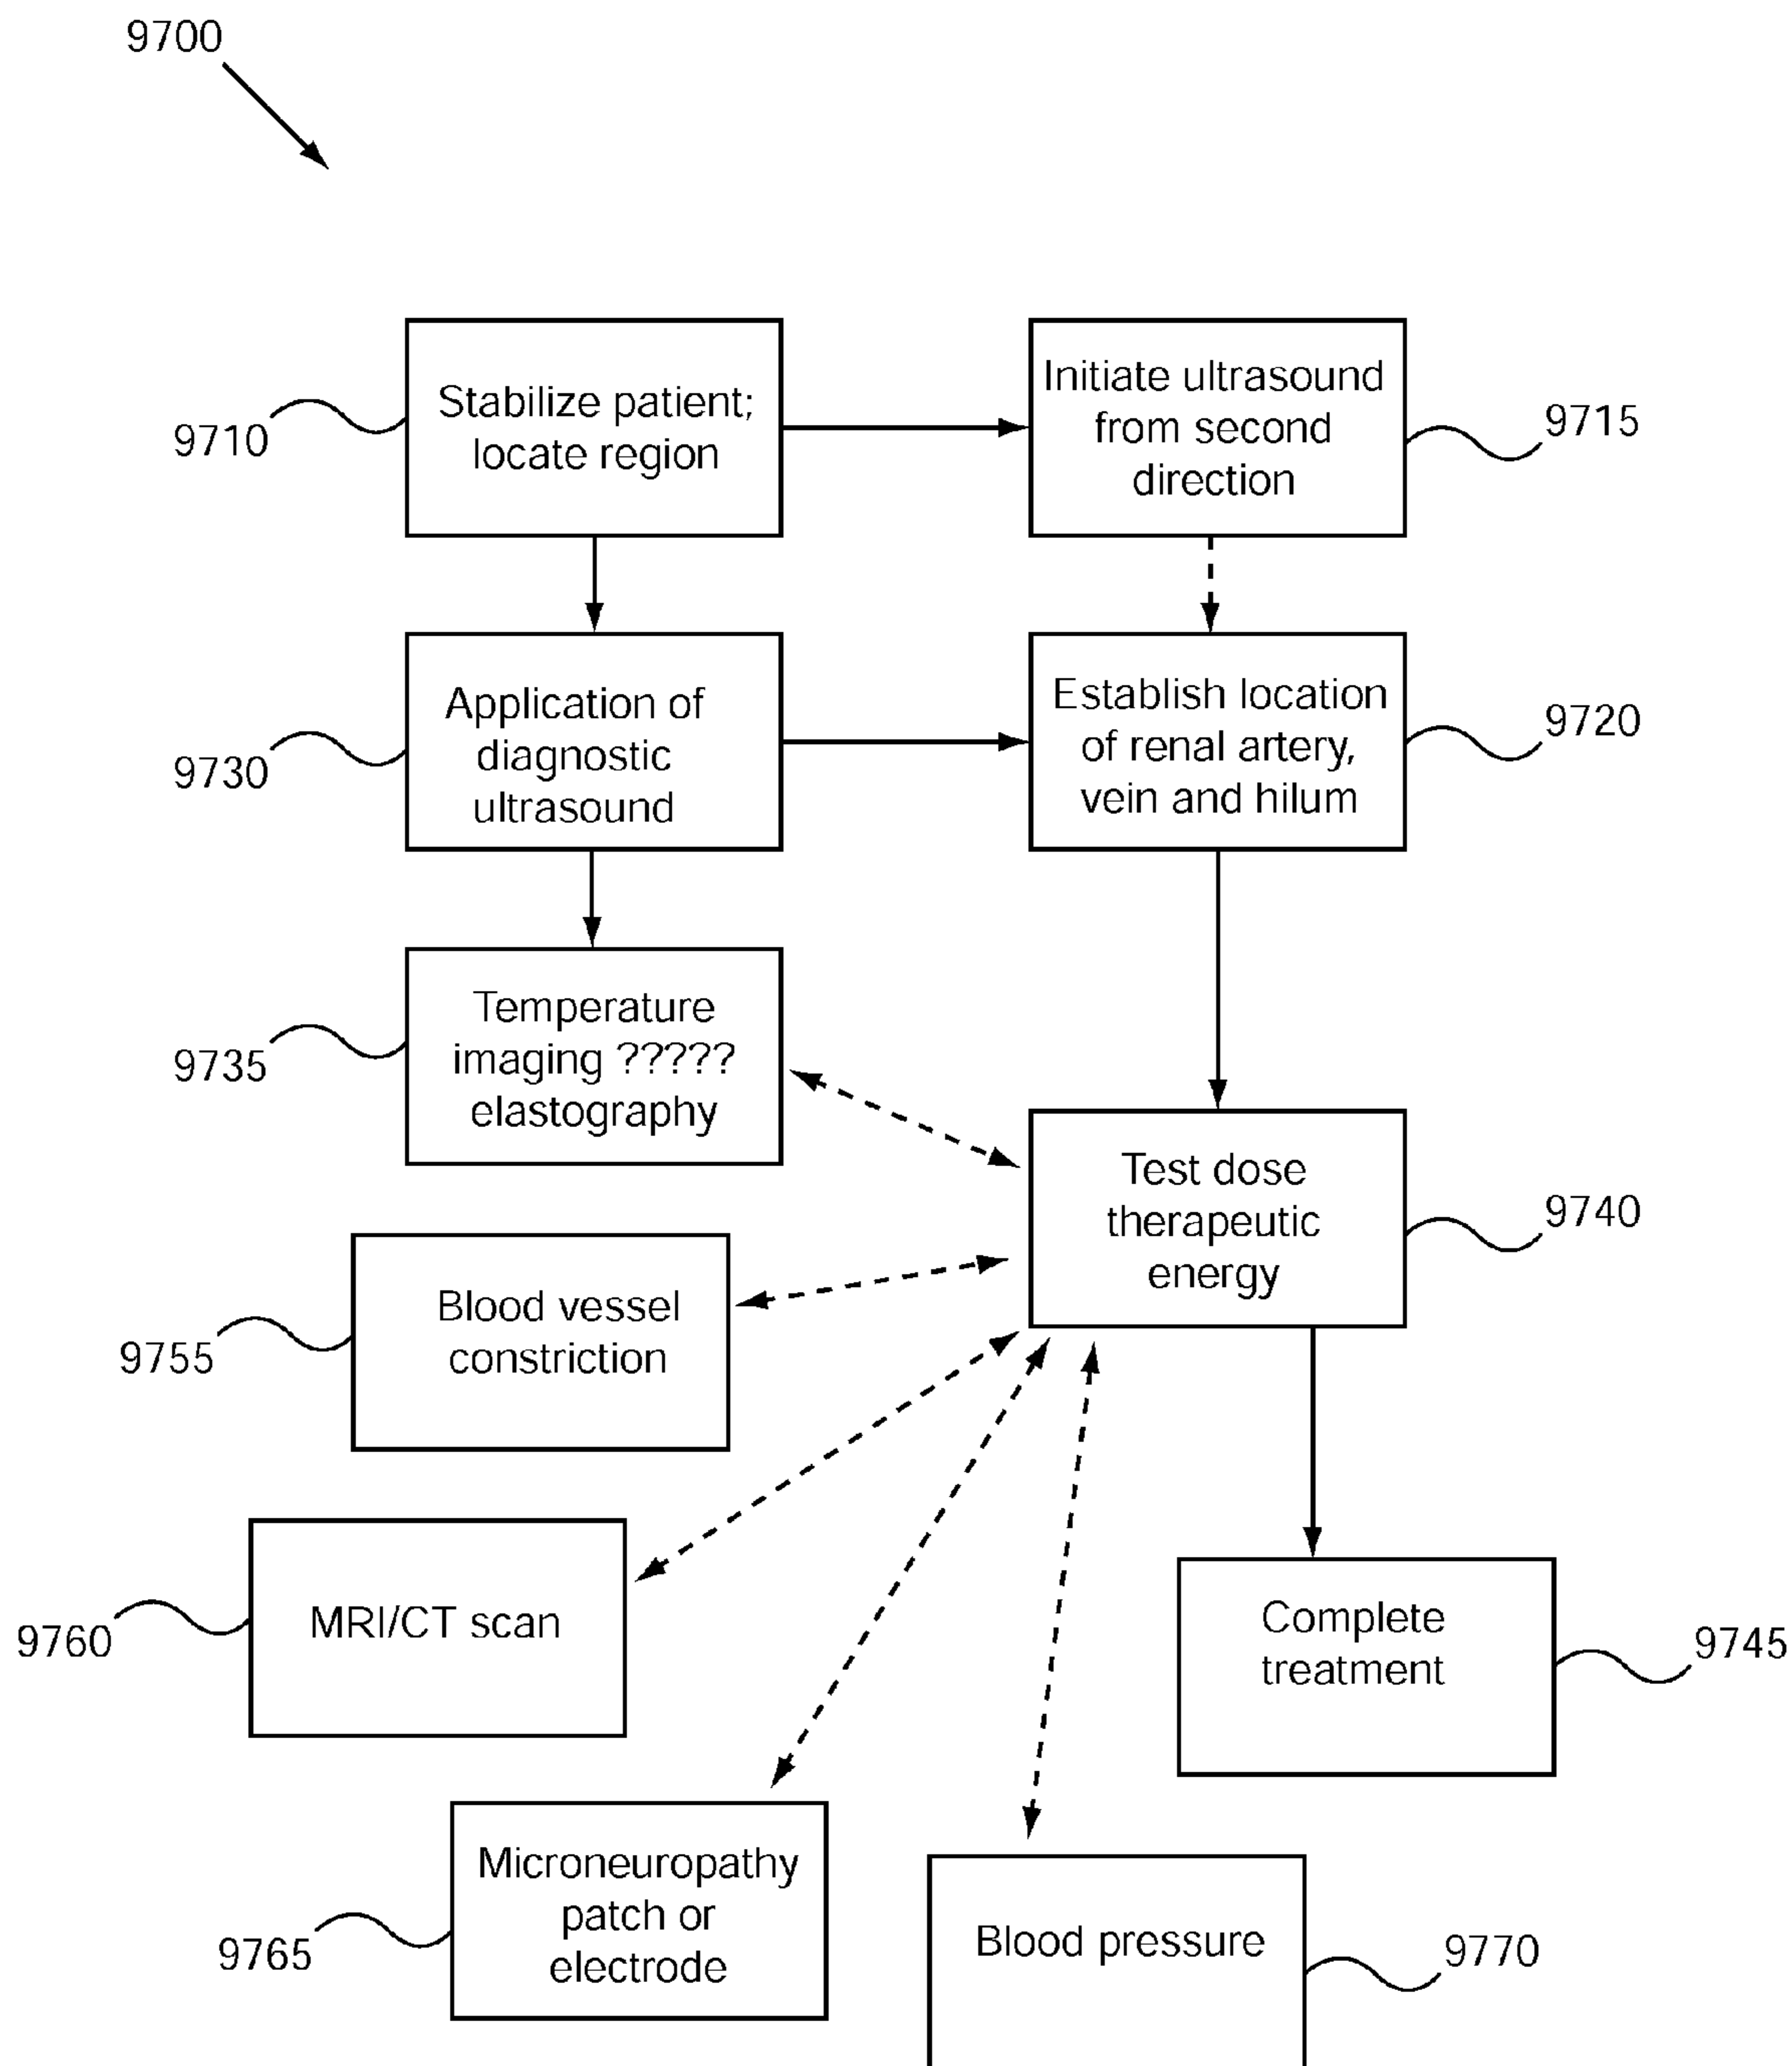 9700
Stabilize patient;
locate region
9710
Initiate ultrasound
from second
direction
9715
Application of
diagnostic
ultrasound
9730
Establish location
of renal artery,
vein and hilum
9720
Temperature
imaging ?????
elastography
9735
Test dose
therapeutic
energy
9740
Blood vessel
constriction
9755
MRI/CT scan
9760
Complete
treatment
9745
Microneuropathy
patch or
electrode
9765
Blood pressure
9770